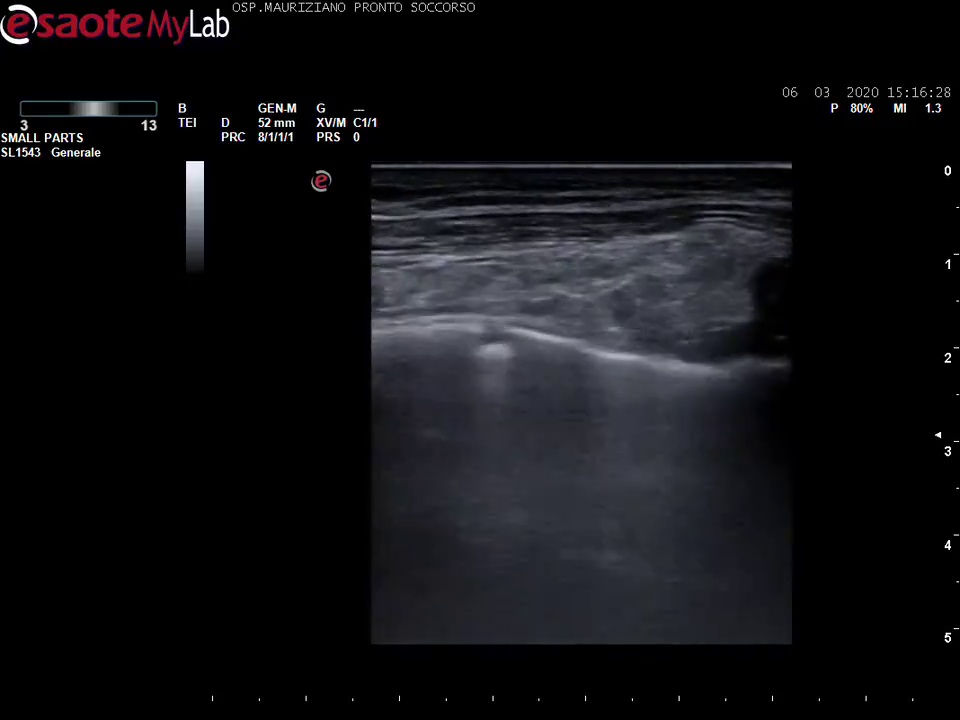 OSP.MAURIZIANO PRONTO SOCCORSO
esaote MyLab
06 03 2020 15:16:28
P 80% MI 1.3
3 13
SMALL PARTS
SL1543 Generale
B GEN-M G ---
TEI D 52 mm XV/M C1/1
PRC 8/1/1/1 PRS 0
e
0
1
2
3
4
5